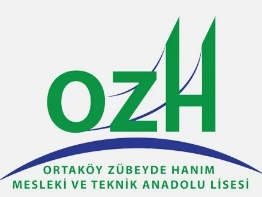 OZH
ORTAKÖY ZÜBEYDE HANIM
MESLEKİ VE TEKNİK ANADOLU LİSESİ